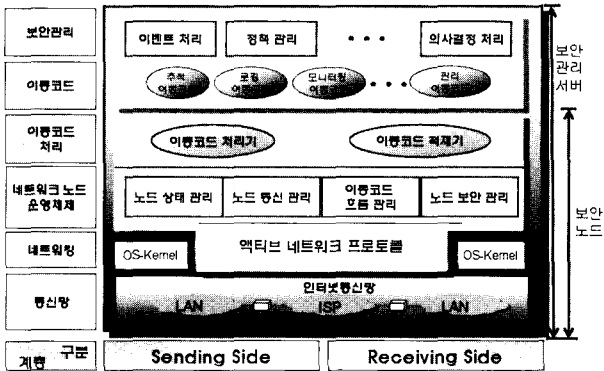 보안관리
이벤트 처리
정책 관리
의사결정 처리
이동코드
추적
이동코드
로깅
이동코드
모니터링
이동코드
관리
이동코드
이동코드
처리
이동코드 처리기
이동코드 적재기
네트워크 노드
운영체제
노드 상태 관리
노드 통신 관리
이동코드
흐름 관리
노드 보안 관리
네트워킹
OS-Kernel
액티브 네트워크 프로토콜
OS-Kernel
통신망
인터넷통신망
LAN
ISP
LAN
구분
계층
Sending Side
Receiving Side
보안
관리
서버
보안
노드